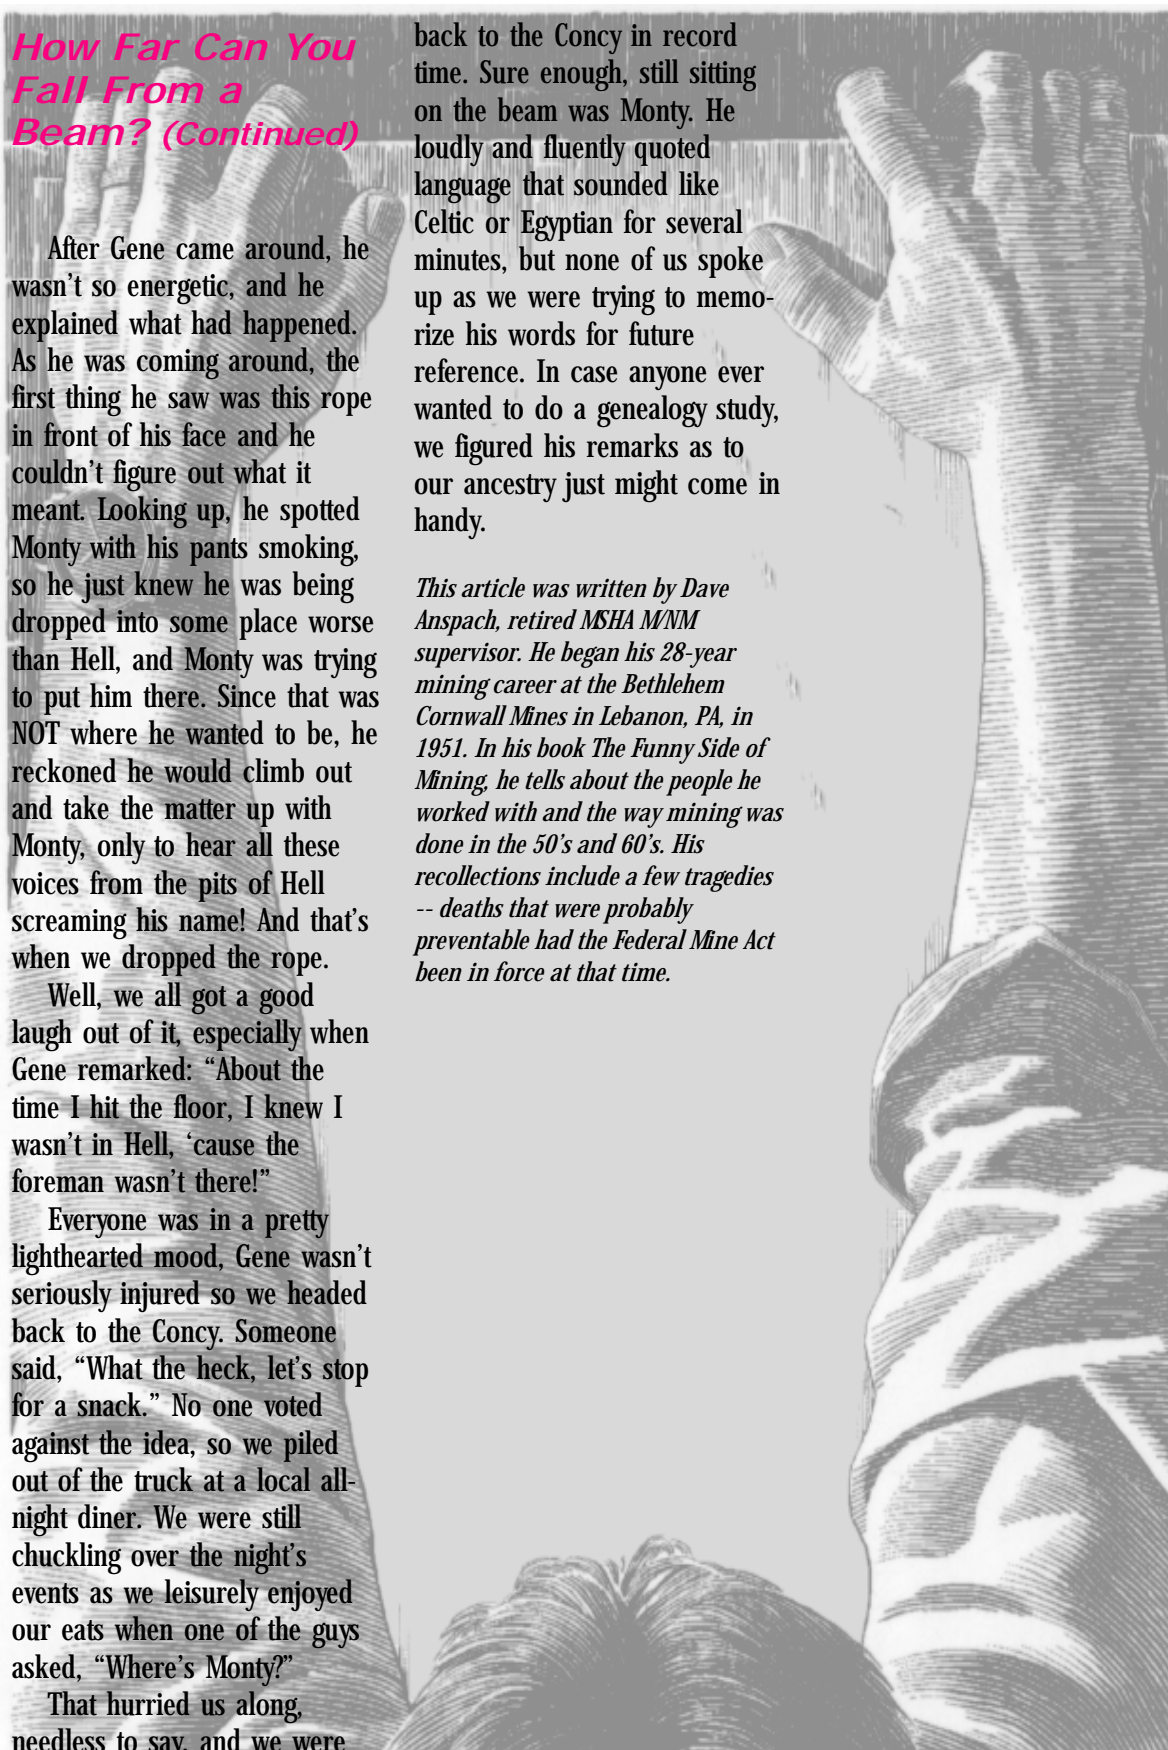 How Far Can You
Fall From a
Beam? (Continued)
After Gene came around, he
wasn’t so energetic, and he
explained what had happened.
As he was coming around, the
first thing he saw was this rope
in front of his face and he
couldn’t figure out what it
meant. Looking up, he spotted
Monty with his pants smoking,
so he just knew he was being
dropped into some place worse
than Hell, and Monty was trying
to put him there. Since that was
NOT where he wanted to be, he
reckoned he would climb out
and take the matter up with
Monty, only to hear all these
voices from the pits of Hell
screaming his name! And that’s
when we dropped the rope.
Well, we all got a good
laugh out of it, especially when
Gene remarked: “About the
time I hit the floor, I knew I
wasn’t in Hell, ‘cause the
foreman wasn’t there!”
Everyone was in a pretty
lighthearted mood, Gene wasn’t
seriously injured so we headed
back to the Concy. Someone
said, “What the heck, let’s stop
for a snack.” No one voted
against the idea, so we piled
out of the truck at a local all-
night diner. We were still
chuckling over the night’s
events as we leisurely enjoyed
our eats when one of the guys
asked, “Where’s Monty?”
That hurried us along,
needless to say, and we were
back to the Concy in record
time. Sure enough, still sitting
on the beam was Monty. He
loudly and fluently quoted
language that sounded like
Celtic or Egyptian for several
minutes, but none of us spoke
up as we were trying to memo-
rize his words for future
reference. In case anyone ever
wanted to do a genealogy study,
we figured his remarks as to
our ancestry just might come in
handy.
This article was written by Dave
Anspach, retired MSHA M/NM
supervisor. He began his 28-year
mining career at the Bethlehem
Cornwall Mines in Lebanon, PA, in
1951. In his book The Funny Side of
Mining, he tells about the people he
worked with and the way mining was
done in the 50’s and 60’s. His
recollections include a few tragedies
-- deaths that were probably
preventable had the Federal Mine Act
been in force at that time.